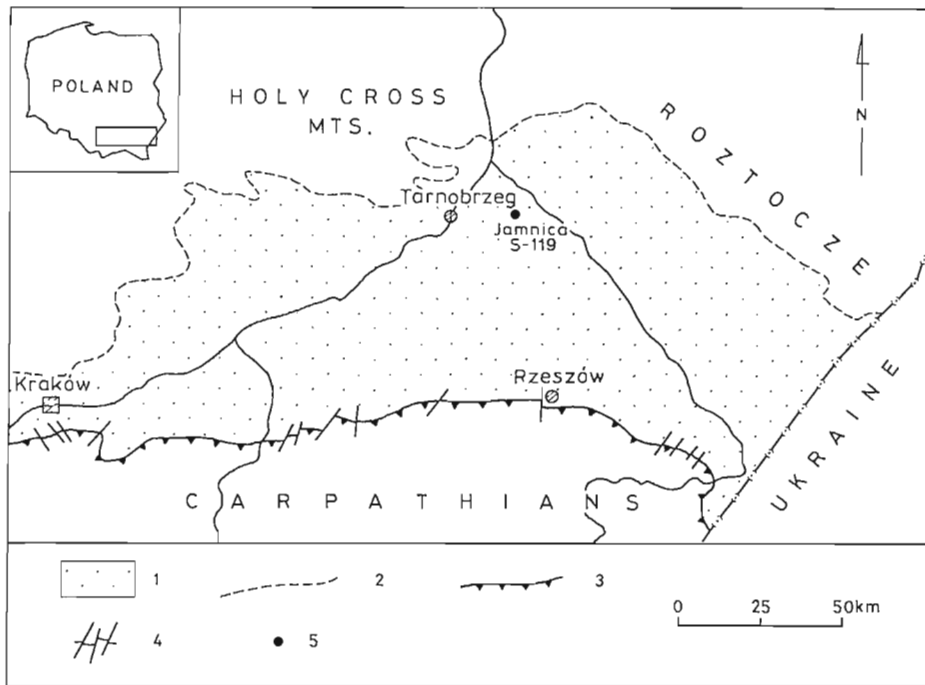 POLAND
HOLY CROSS
MTS.
ROZTOCZE
N
Tarnobrzeg
Jamnica
S-119
Kraków
Rzeszów
UKRAINE
CARPATHIANS
1
2
3
0 25 50km
4
5